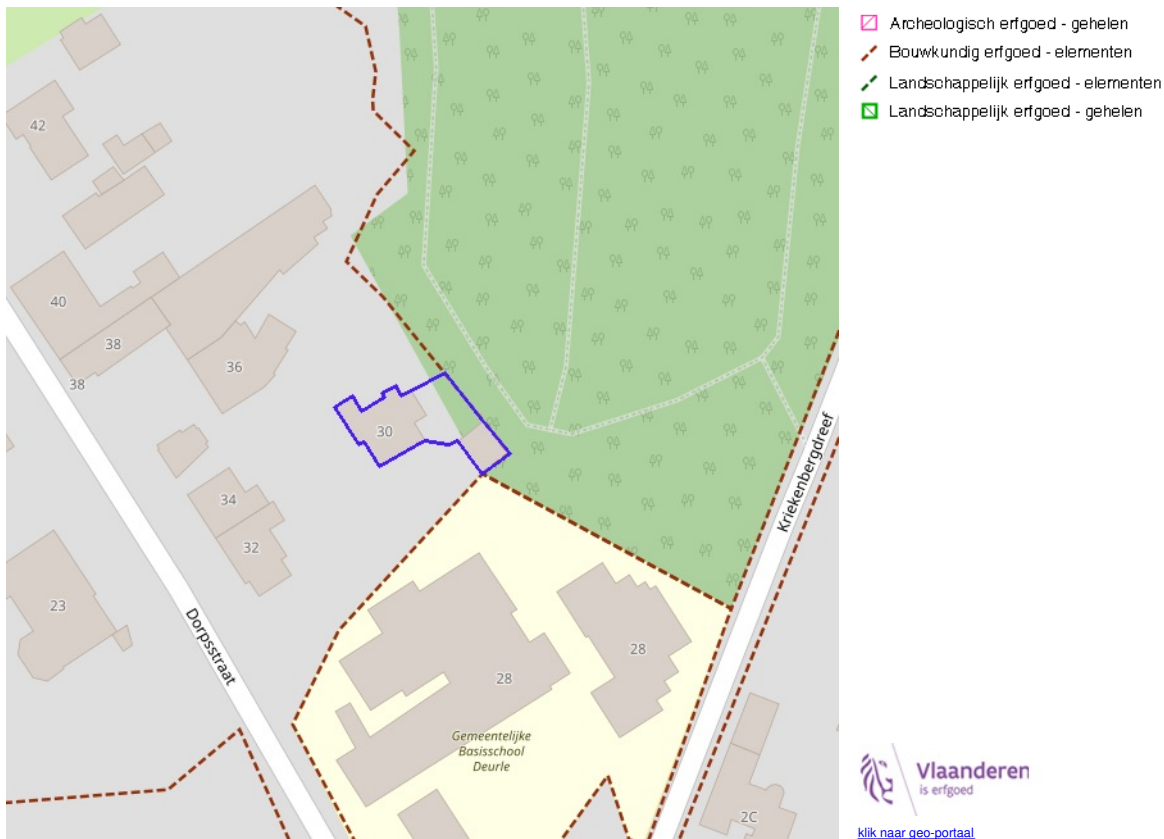 Archeologisch erfgoed - gehelen
Bouwkundig erfgoed - elementen
Landschappelijk erfgoed - elementen
Landschappelijk erfgoed - gehelen
42
40
38
38
36
30
34
32
23
Dorpsstraat
Kriekenbergdreef
28
28
Gemeentelijke
Basisschool
Deurle
2C
Vlaanderen
is erfgoed
klik naar geo-portaal